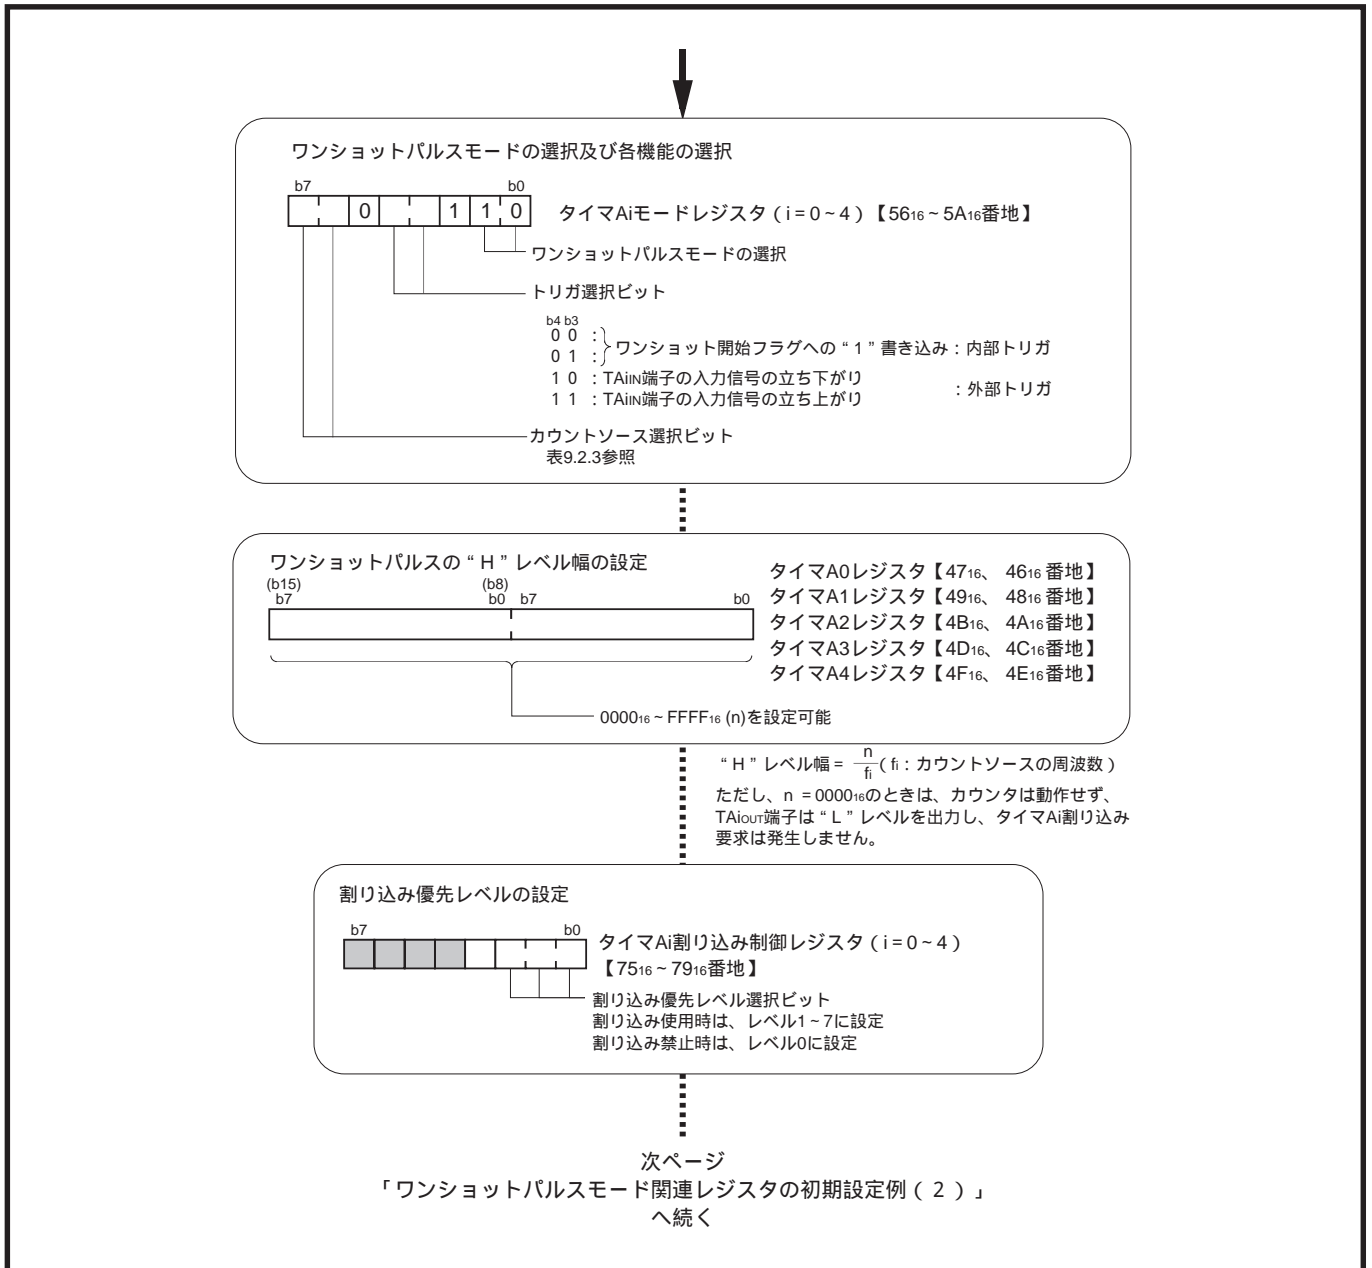 ワンショットパルスモードの選択及び各機能の選択
b7 b0
0 1 1 0
タイマAiモードレジスタ（i=0~4）【5616~5A16番地】
ワンショットパルスモードの選択
トリガ選択ビット
b4 b3
0 0 :
0 1 :
ワンショット開始フラグへの“1”書き込み：内部トリガ
1 0 : TAiIN端子の入力信号の立ち下がり
1 1 : TAiIN端子の入力信号の立ち上がり
：外部トリガ
カウントソース選択ビット
表9.2.3参照
ワンショットパルスの“H”レベル幅の設定
(b15) (b8)
b7 b0 b7 b0
タイマA0レジスタ【4716、4616番地】
タイマA1レジスタ【4916、4816番地】
タイマA2レジスタ【4B16、4A16番地】
タイマA3レジスタ【4D16、4C16番地】
タイマA4レジスタ【4F16、4E16番地】
000016~FFFF16 (n)を設定可能
“H”レベル幅= n/fi (fi：カウントソースの周波数)
ただし、n=000016のときは、カウンタは動作せず、
TAiOUT端子は“L”レベルを出力し、タイマAi割り込み
要求は発生しません。
割り込み優先レベルの設定
b7 b0
タイマAi割り込み制御レジスタ（i=0~4）
【7516~7916番地】
割り込み優先レベル選択ビット
割り込み使用時は、レベル1~7に設定
割り込み禁止時は、レベル0に設定
次ページ
「ワンショットパルスモード関連レジスタの初期設定例（2）」
へ続く